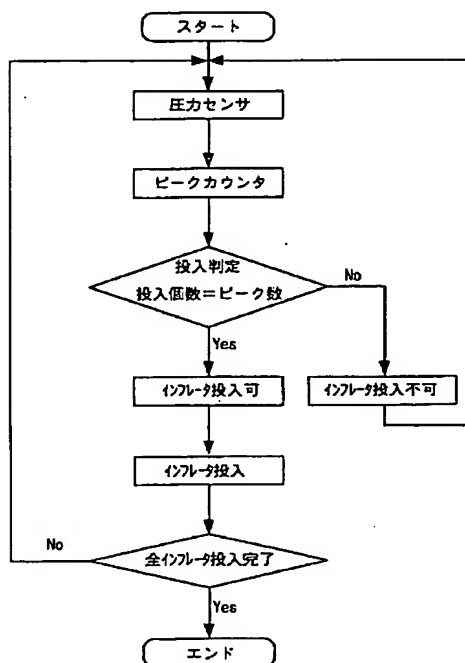 スタート
圧力センサ
ピークカウンタ
投入判定
投入個数=ピーク数
No
Yes
インフレータ投入可
インフレータ投入不可
インフレータ投入
No
全インフレータ投入完了
Yes
エンド